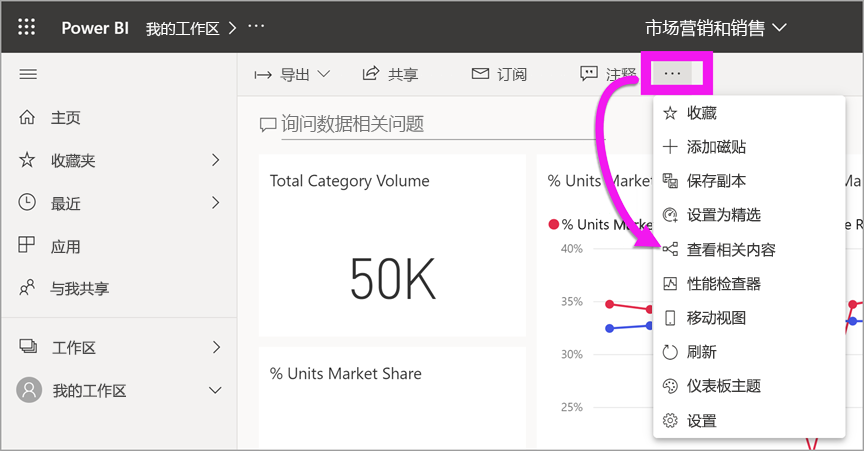 Power BI 我的工作区 > ··· 市场营销和销售
导出 共享 订阅 注释 ···
主页
收藏夹
最近
应用
与我共享
工作区
我的工作区
询问数据相关问题
Total Category Volume
50K
% Units Market Share
% Units Market
% Units Marke
40%
35%
30%
25%
Ma
e R
收藏
添加磁贴
保存副本
设置为精选
查看相关内容
性能检查器
移动视图
刷新
仪表板主题
设置